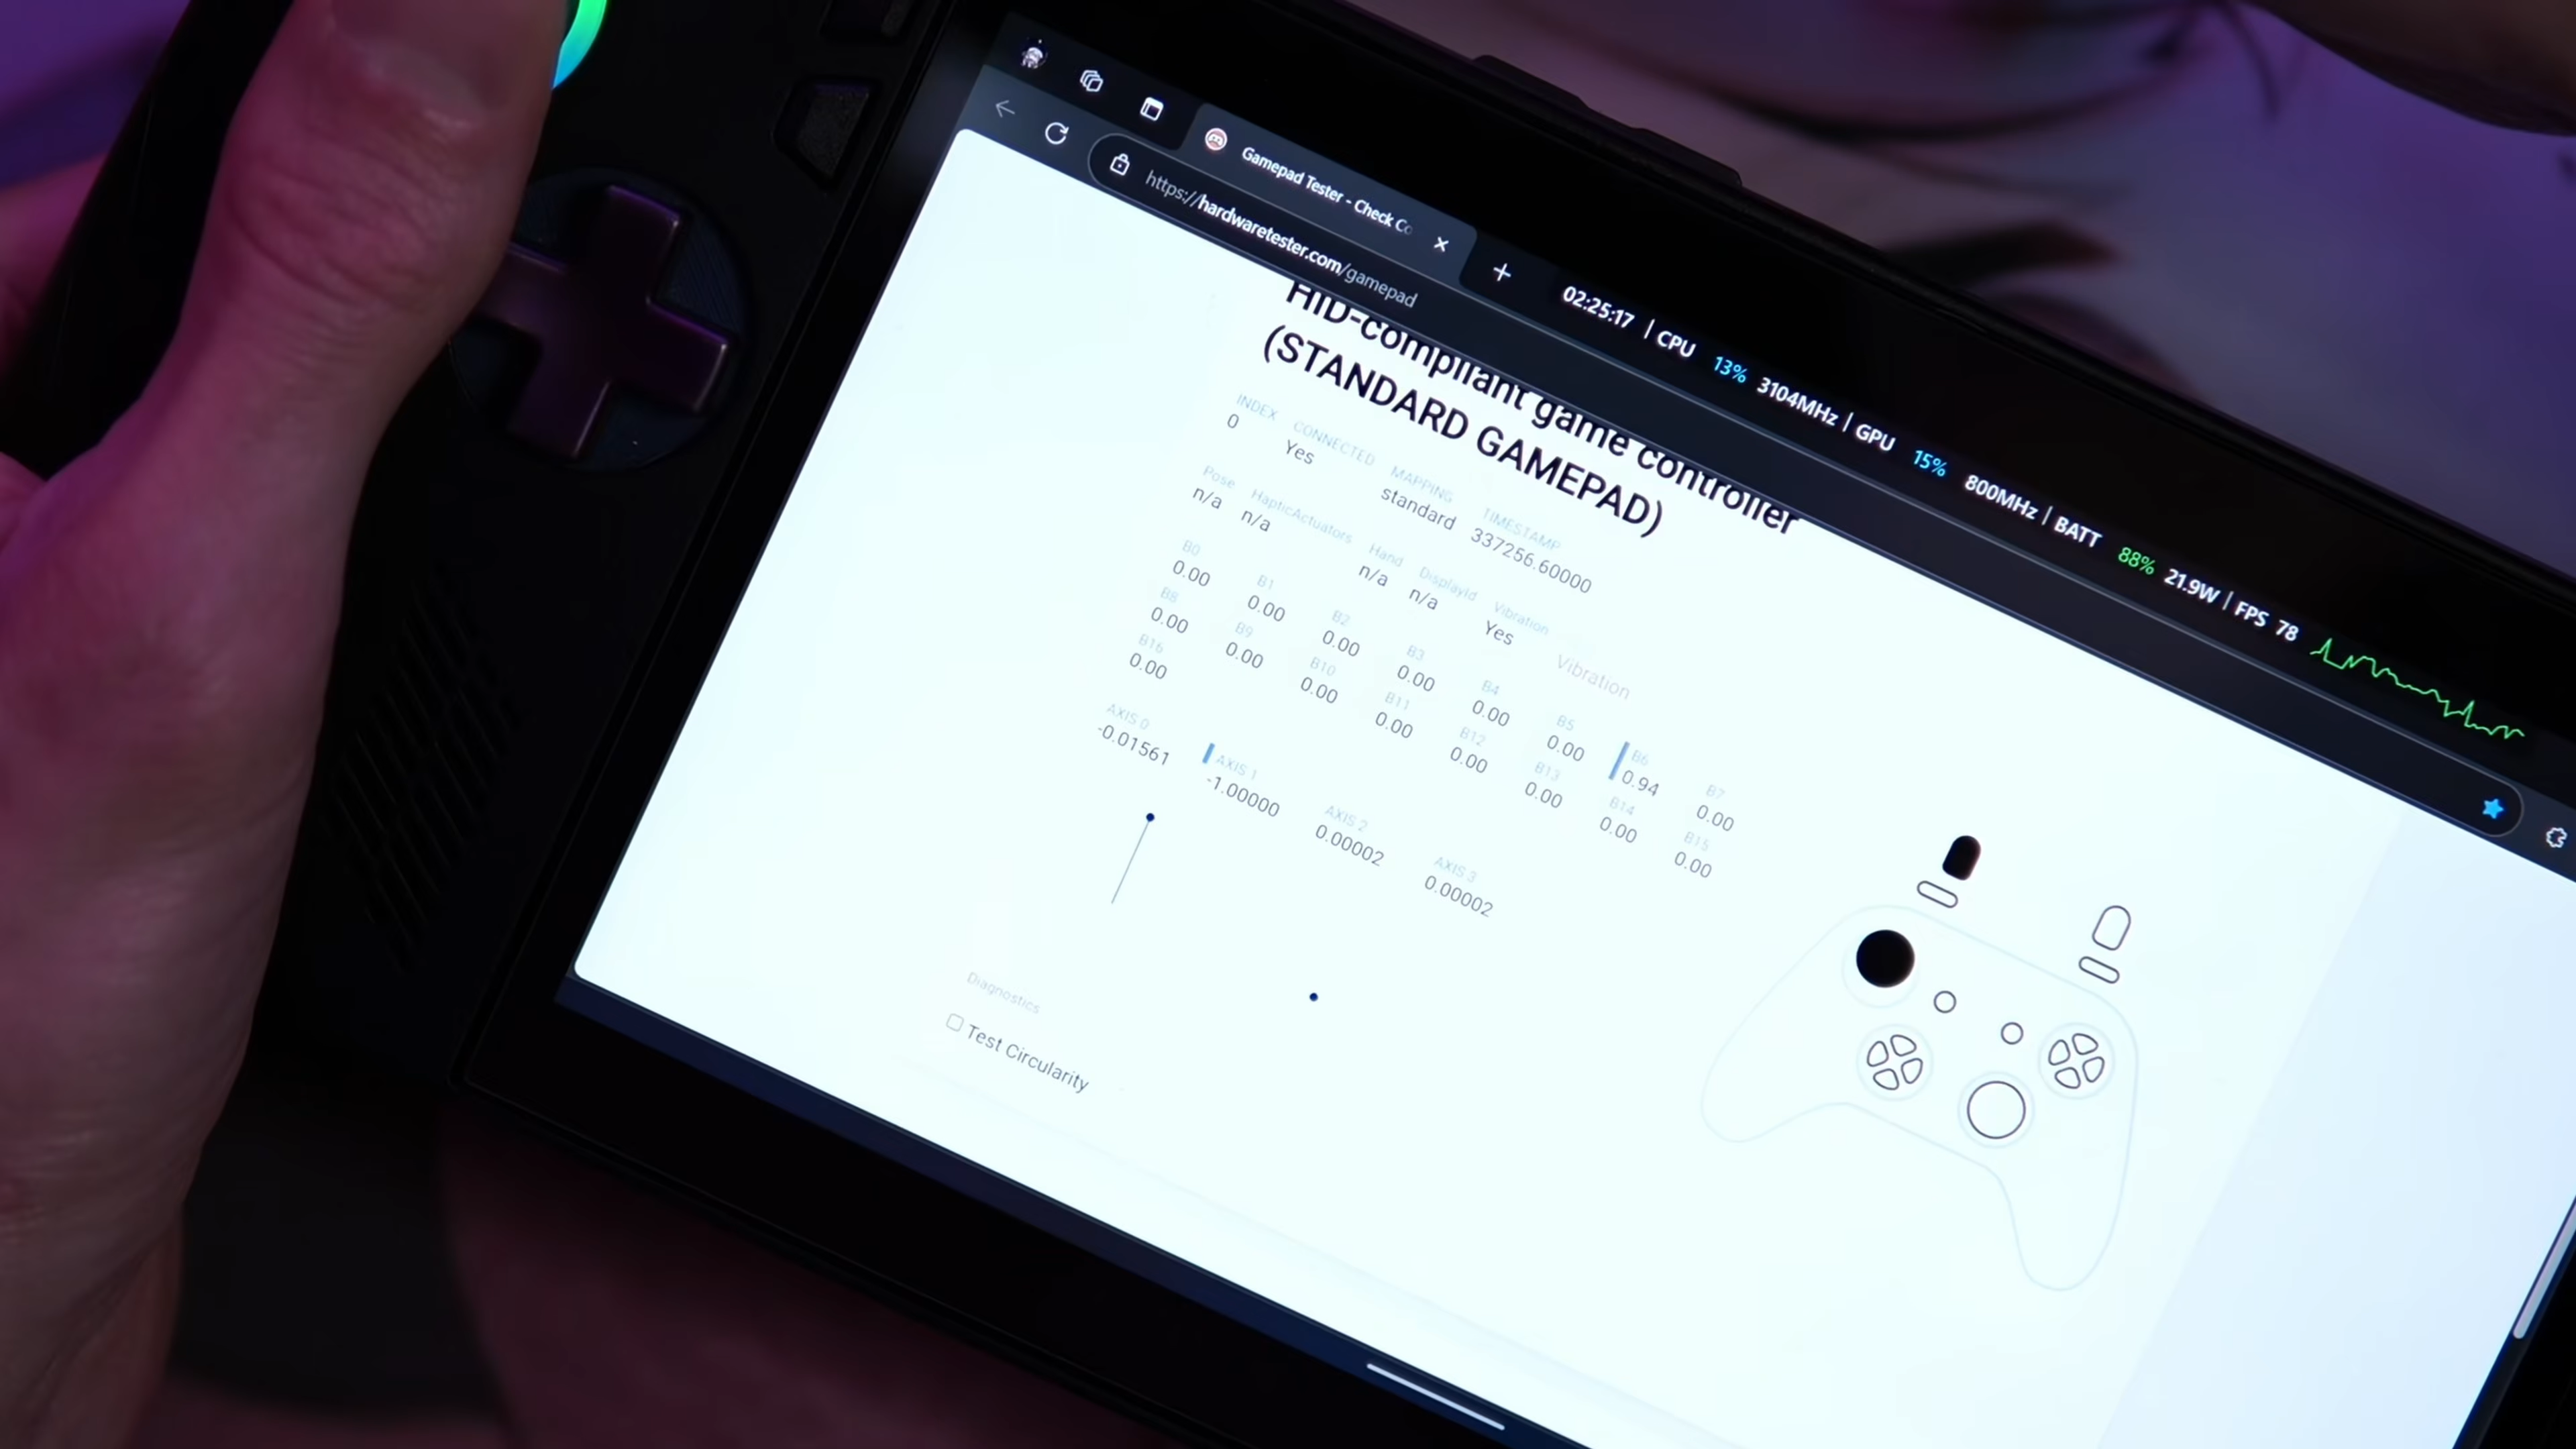 Gamepad Tester - Check Co
https://hardwaretester.com/gamepad
02:25:17 | CPU 13% 3104MHz | GPU 15% 800MHz | BATT 88% 21.9W | FPS 78
HID-compliant game controller
(STANDARD GAMEPAD)
INDEX CONNECTED MAPPING TIMESTAMP
0 Yes standard 337256.60000
Pose HapticActuators Hand DisplayId Vibration
n/a n/a n/a n/a Yes Vibration
B0 B1 B2 B3 B4 B5 B6 B7
0.00 0.00 0.00 0.00 0.00 0.00 0.94 0.00
B8 B9 B10 B11 B12 B13 B14 B15
0.00 0.00 0.00 0.00 0.00 0.00 0.00 0.00
B16
0.00
AXIS 0 AXIS 1 AXIS 2 AXIS 3
-0.01561 -1.00000 0.00002 0.00002
Diagnostics
Test Circularity